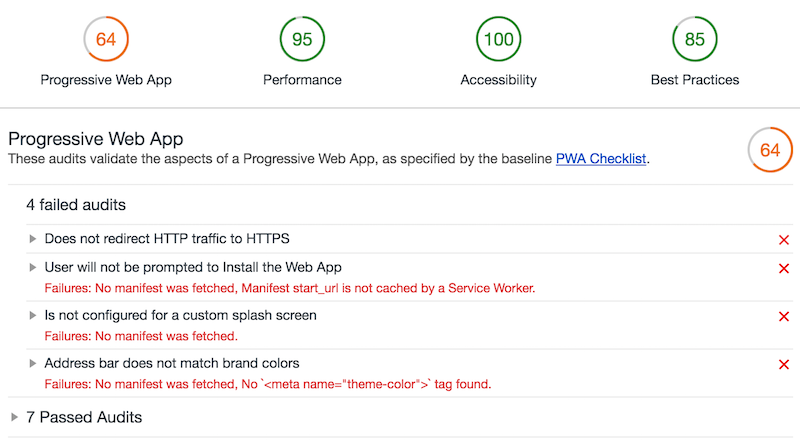 64 95 100 85
Progressive Web App Performance Accessibility Best Practices
Progressive Web App
These audits validate the aspects of a Progressive Web App, as specified by the baseline PWA Checklist.
64
4 failed audits
Does not redirect HTTP traffic to HTTPS
User will not be prompted to Install the Web App
Failures: No manifest was fetched, Manifest start_url is not cached by a Service Worker.
Is not configured for a custom splash screen
Failures: No manifest was fetched.
Address bar does not match brand colors
Failures: No manifest was fetched, No `<meta name="theme-color">` tag found.
7 Passed Audits